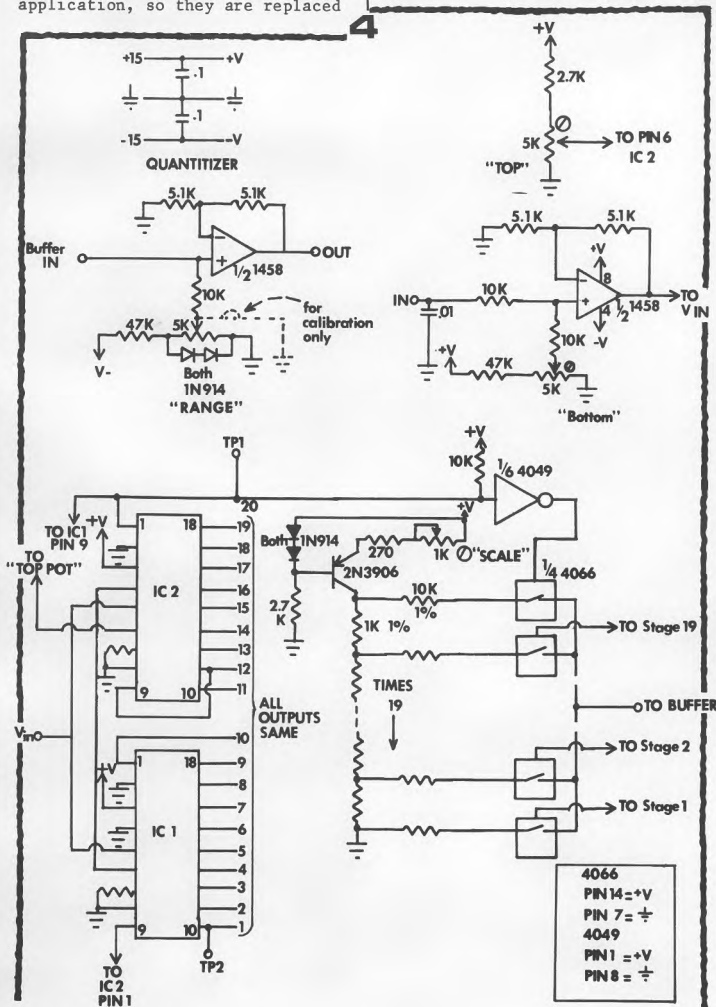 application, so they are replaced
4
+15 +V
.1
.1
-15 -V
QUANTITIZER
+V
2.7K
5K
TO PIN 6
IC 2
"TOP"
5.1K 5.1K
Buffer
IN
OUT
1/2 1458
10K
for
calibration
only
47K 5K
V-
Both
1N914
"RANGE"
5.1K 5.1K
+V
8
IN
10K
TO
V IN
.01
4
1/2 1458
-V
10K
+V
47K
5K
"Bottom"
TP1
+V
10K
1/6 4049
TO IC1
PIN 9
+V
TO
"TOP POT"
1 18
IC 2
9 10
20
19
18
17
16
15
14
13
12
11
10
9
8
7
6
5
4
3
2
1
ALL
OUTPUTS
SAME
Vin
+V
1 18
IC 1
9 10
TO
IC 2
PIN 1
TP2
Both 1N914
+V
270
1K "SCALE"
2N3906
2.7
K
10K
1%
1K 1%
1/4 4066
TO Stage 19
TIMES
19
TO BUFFER
TO Stage 2
TO Stage 1
4066
PIN 14=+V
PIN 7=
4049
PIN 1 =+V
PIN 8=